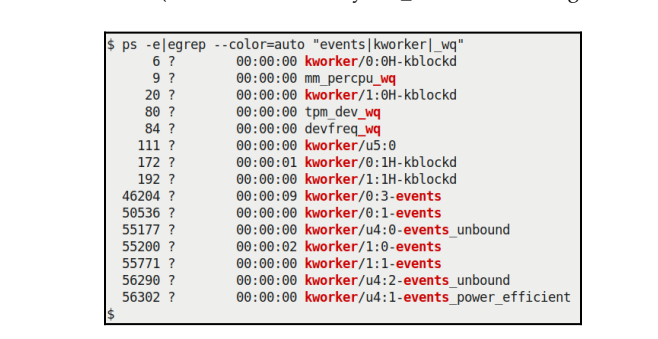 $ ps -e|egrep --color=auto "events|kworker|_wq"
6 ? 00:00:00 kworker/0:0H-kblockd
9 ? 00:00:00 mm_percpu_wq
20 ? 00:00:00 kworker/1:0H-kblockd
80 ? 00:00:00 tpm_dev_wq
84 ? 00:00:00 devfreq_wq
111 ? 00:00:00 kworker/u5:0
172 ? 00:00:01 kworker/0:1H-kblockd
192 ? 00:00:00 kworker/1:1H-kblockd
46204 ? 00:00:09 kworker/0:3-events
50536 ? 00:00:00 kworker/0:1-events
55177 ? 00:00:00 kworker/u4:0-events_unbound
55200 ? 00:00:02 kworker/1:0-events
55771 ? 00:00:00 kworker/1:1-events
56290 ? 00:00:00 kworker/u4:2-events_unbound
56302 ? 00:00:00 kworker/u4:1-events_power_efficient
$